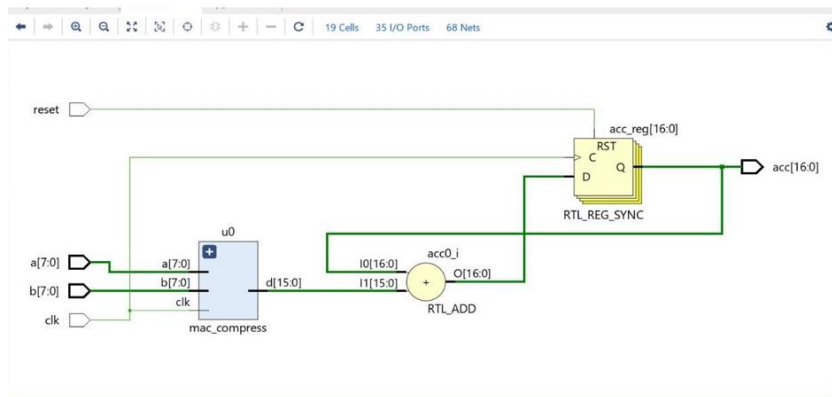 19 Cells 35 I/O Ports 68 Nets
reset
acc_reg[16:0]
RST
C
Q
D
acc[16:0]
RTL_REG_SYNC
u0
acc0_i
a[7:0]
a[7:0]
I0[16:0]
O[16:0]
+
b[7:0]
b[7:0]
d[15:0]
I1[15:0]
RTL_ADD
clk
clk
mac_compress